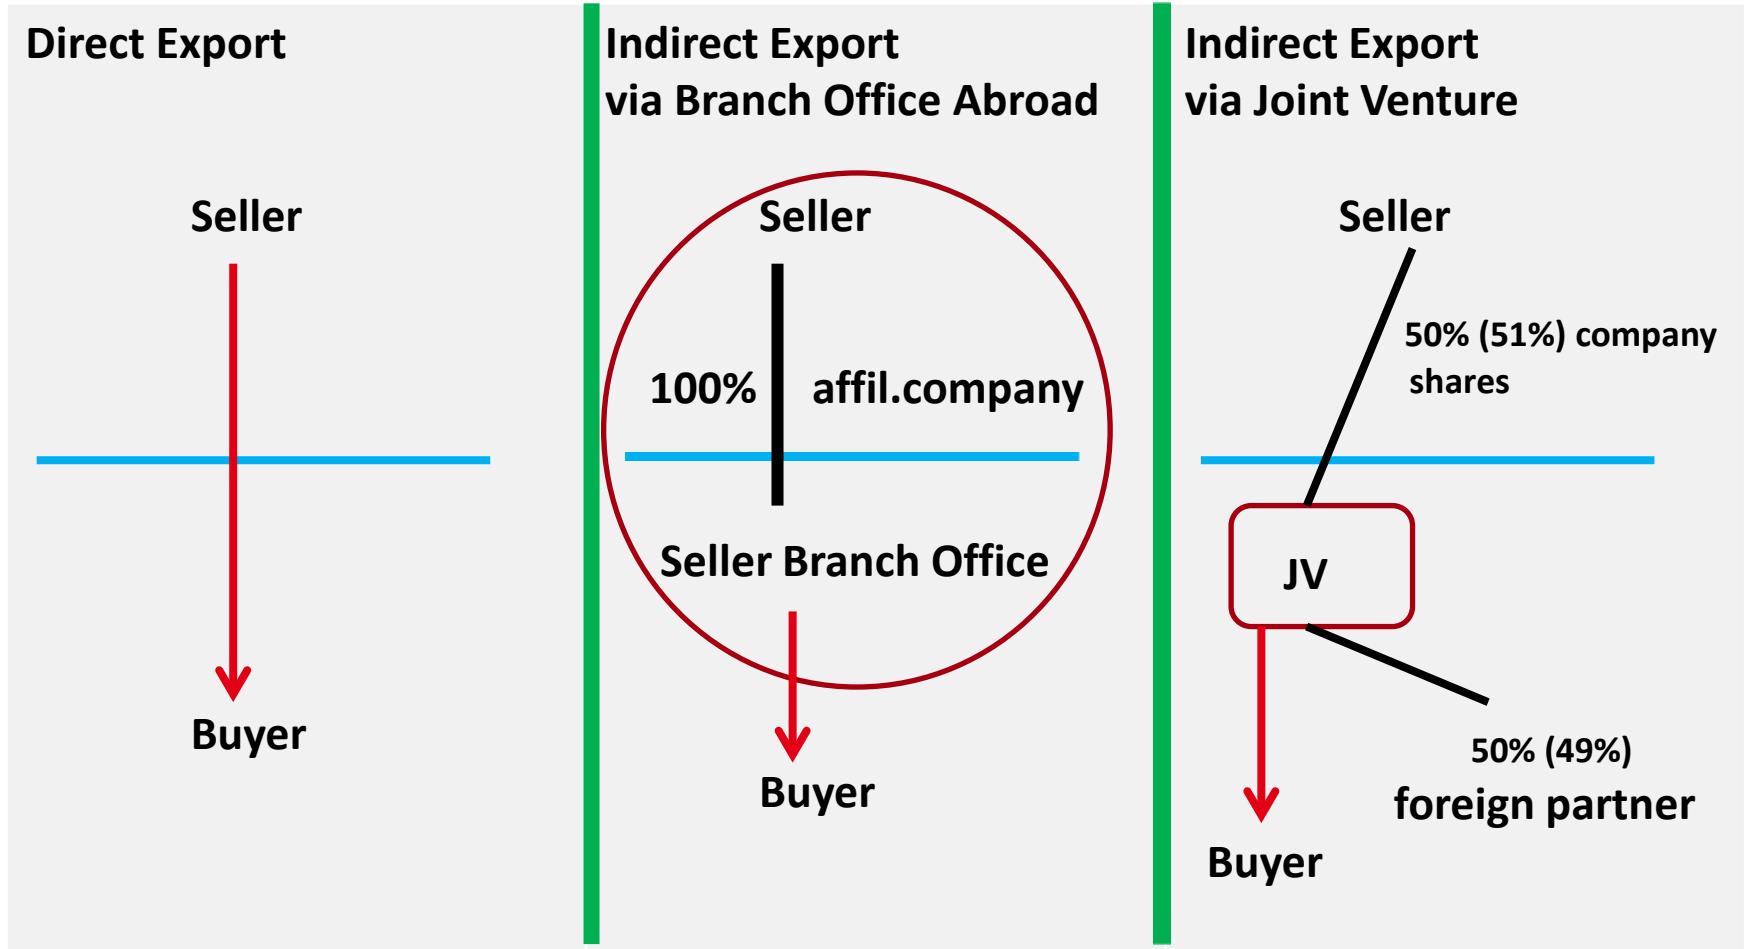 Direct Export
Seller
Buyer
Indirect Export
via Branch Office Abroad
Seller
100%
affil.company
Seller Branch Office
Buyer
Indirect Export
via Joint Venture
Seller
50% (51%) company
shares
JV
50% (49%)
foreign partner
Buyer